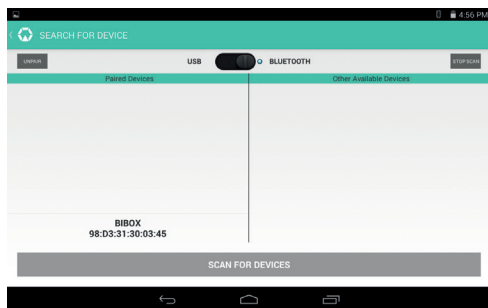 4:56 PM
SEARCH FOR DEVICE
UNPAIR
USB
BLUETOOTH
STOP SCAN
Paired Devices
Other Available Devices
BIBOX
98:D3:31:30:03:45
SCAN FOR DEVICES